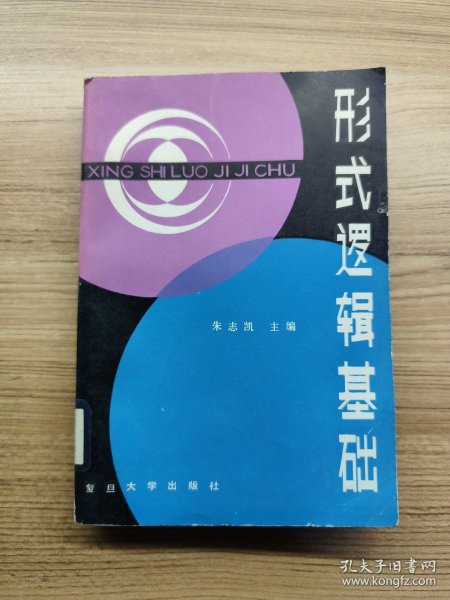 形式逻辑基础
XING SHI LUO JI JI CHU
朱志凯 主编
复旦大学出版社
孔夫子旧书网
www.kongfz.com